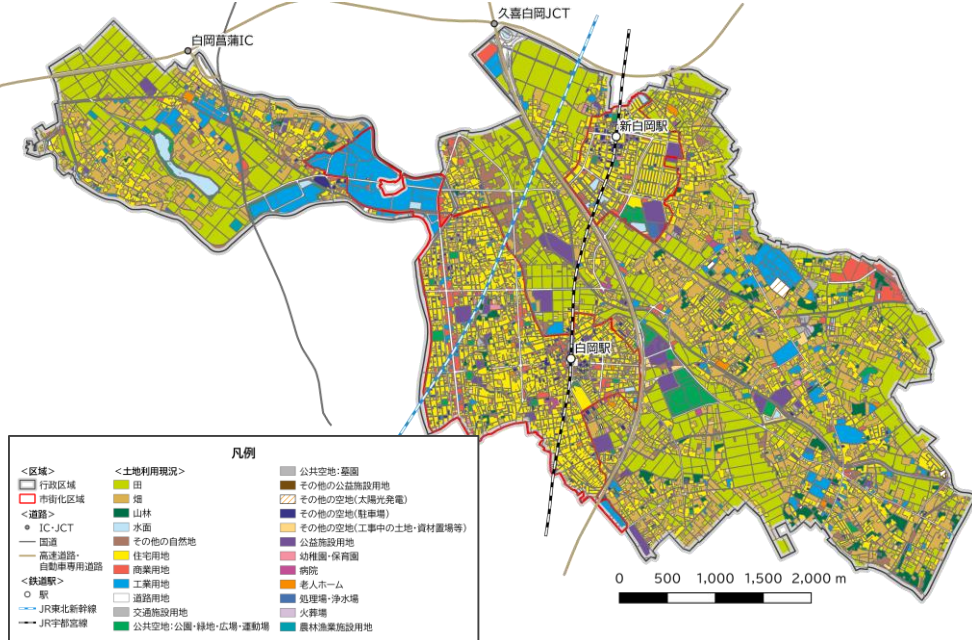 久喜白岡JCT
白岡菖蒲IC
新白岡駅
白岡駅
凡例
＜区域＞
行政区域
市街化区域
＜道路＞
IC・JCT
国道
高速道路・
自動車専用道路
＜鉄道駅＞
駅
JR東北新幹線
JR宇都宮線
＜土地利用現況＞
田
畑
山林
水面
その他の自然地
住宅用地
商業用地
工業用地
道路用地
交通施設用地
公共空地：公園・緑地・広場・運動場
公共空地：墓園
その他の公益施設用地
その他の空地（太陽光発電）
その他の空地（駐車場）
その他の空地（工事中の土地・資材置場等）
公益施設用地
幼稚園・保育園
病院
老人ホーム
処理場・浄水場
火葬場
農林漁業施設用地
0 500 1,000 1,500 2,000 m